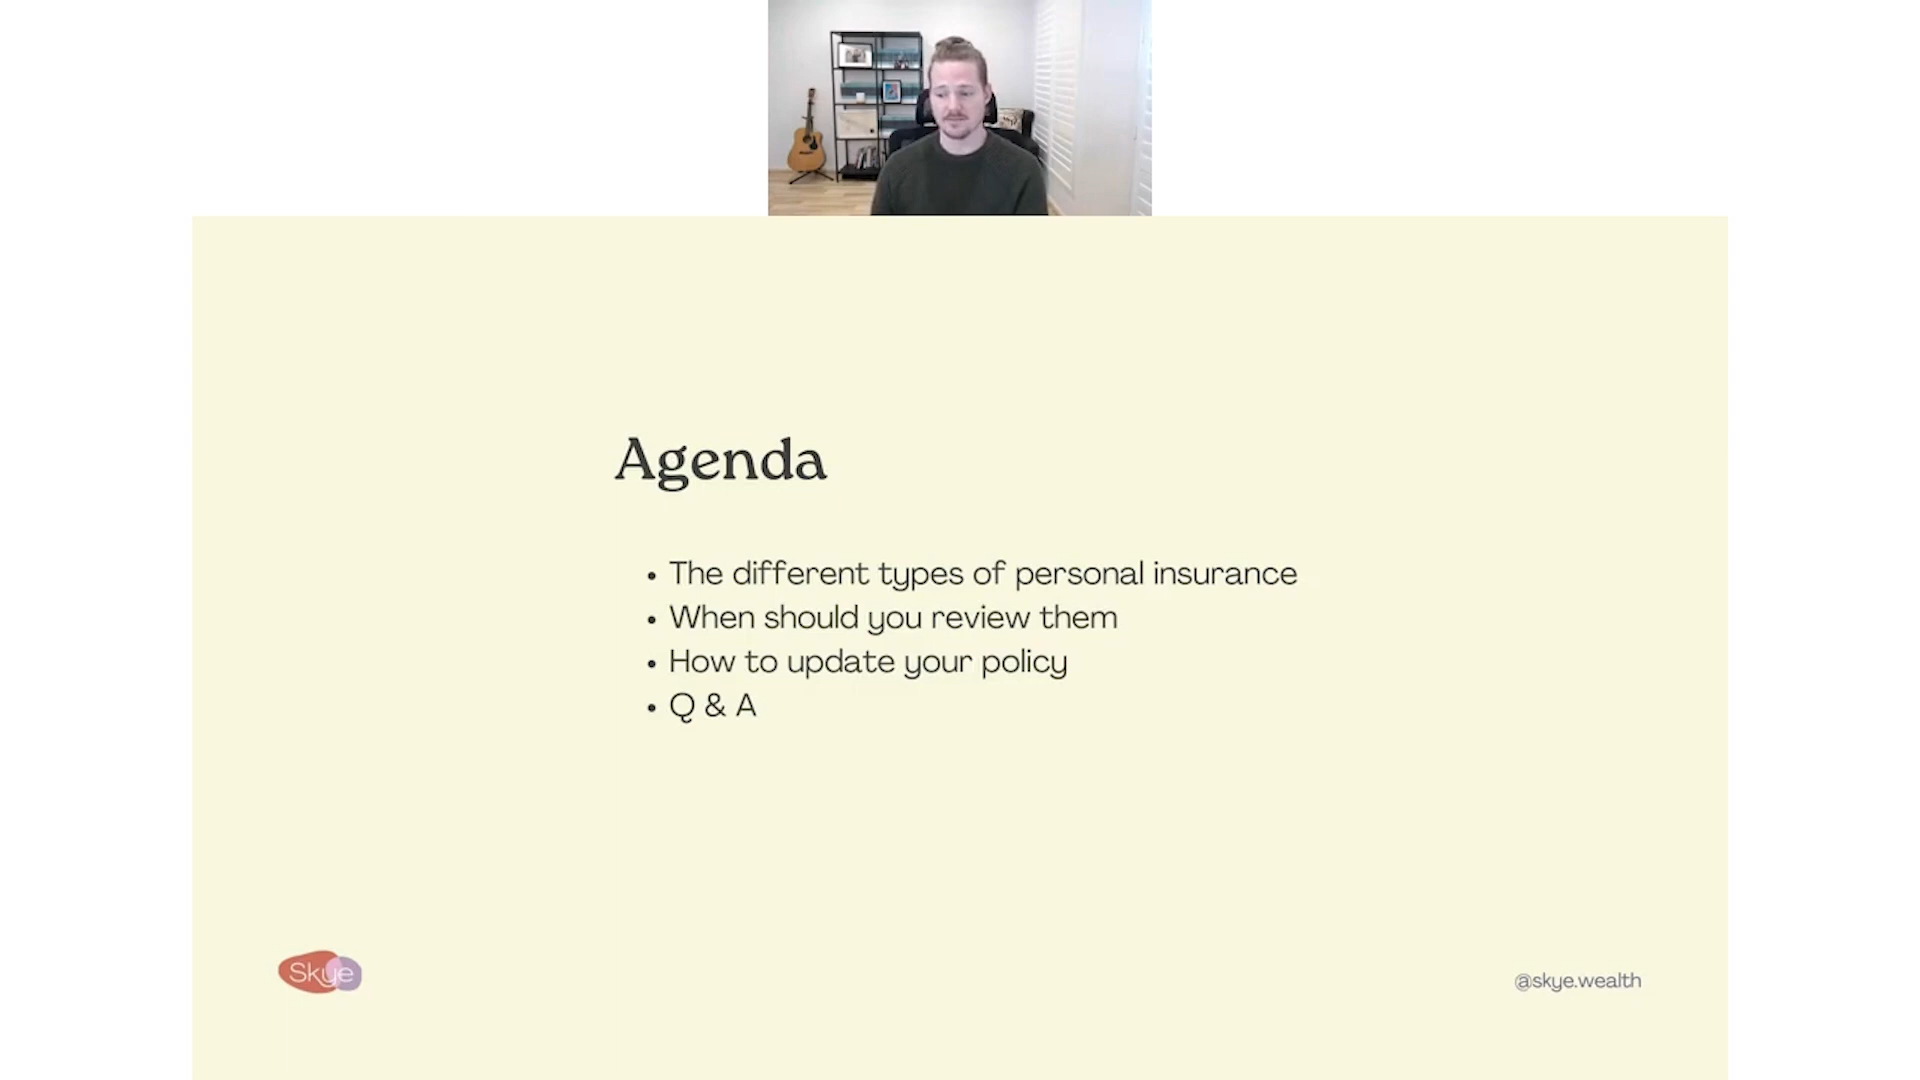 Agenda
• The different types of personal insurance
• When should you review them
• How to update your policy
• Q & A
Skye
@skye.wealth